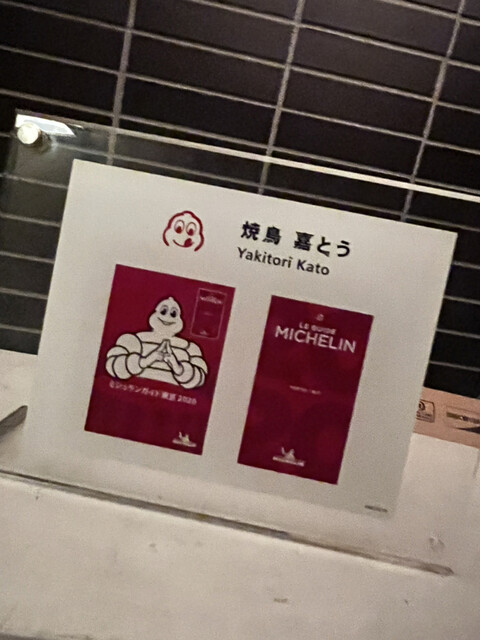 焼鳥 嘉とう
Yakitori Kato
ミシュランガイド東京 2020
LE GUIDE
MICHELIN